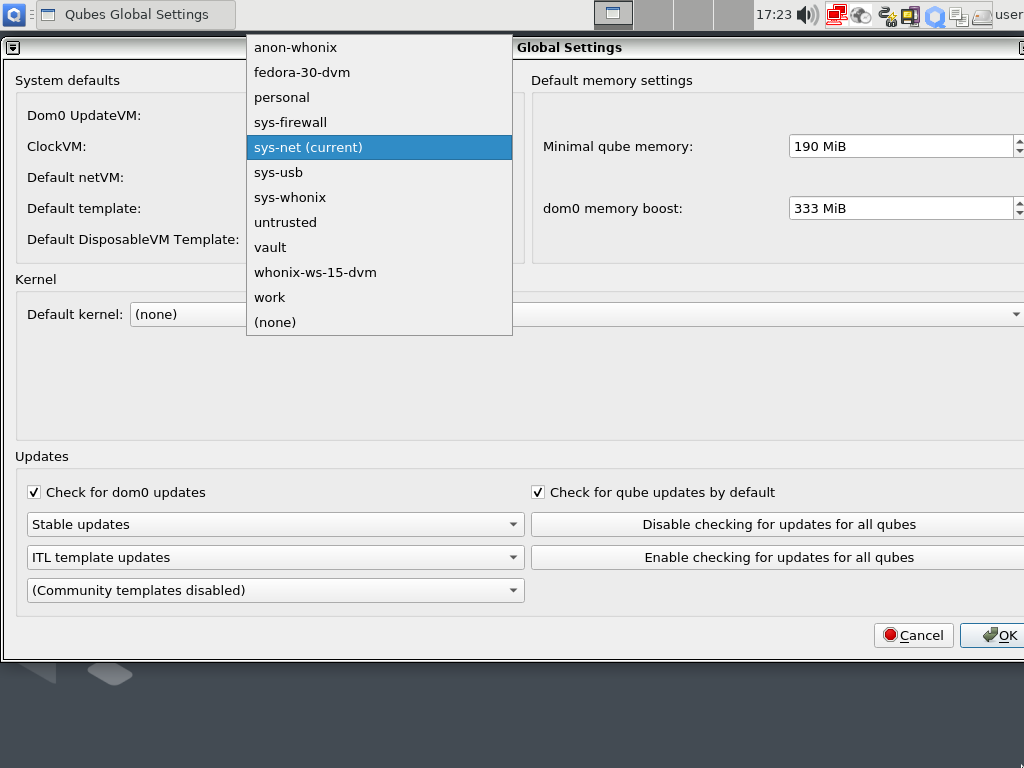 Qubes Global Settings
17:23
user
Global Settings
System defaults
Dom0 UpdateVM:
ClockVM:
Default netVM:
Default template:
Default DisposableVM Template:
anon-whonix
fedora-30-dvm
personal
sys-firewall
sys-net (current)
sys-usb
sys-whonix
untrusted
vault
whonix-ws-15-dvm
work
(none)
Default memory settings
Minimal qube memory: 190 MiB
dom0 memory boost: 333 MiB
Kernel
Default kernel: (none)
Updates
Check for dom0 updates
Stable updates
ITL template updates
(Community templates disabled)
Check for qube updates by default
Disable checking for updates for all qubes
Enable checking for updates for all qubes
Cancel
OK